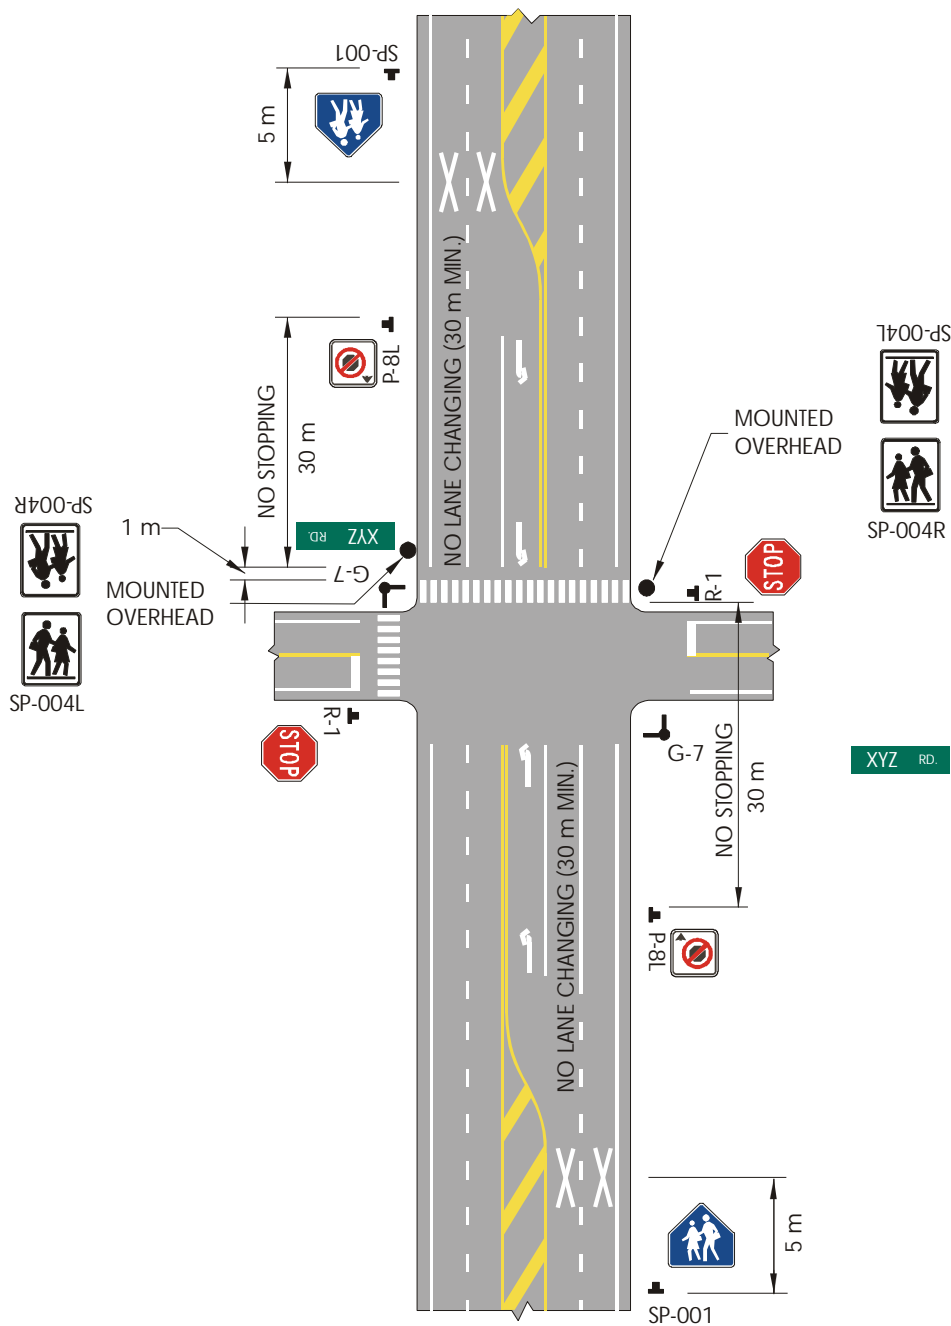 SP-001
5 m
NO LANE CHANGING (30 m MIN.)
P-8L
NO STOPPING
30 m
SP-004L
MOUNTED
OVERHEAD
SP-004R
SP-004R
1 m
XYZ RD
G-7
MOUNTED
OVERHEAD
SP-004L
STOP
R-1
R-1
STOP
G-7
XYZ RD.
NO STOPPING
30 m
NO LANE CHANGING (30 m MIN.)
P-8L
5 m
SP-001